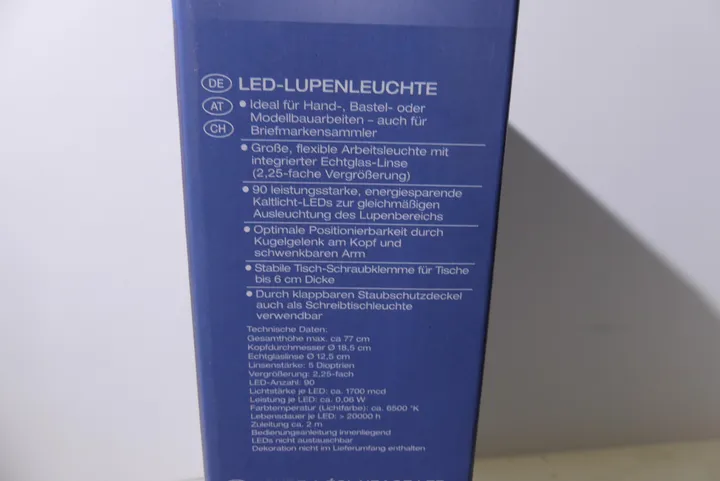 DE LED-LUPENLEUCHTE
AT • Ideal für Hand-, Bastel- oder
Modellbauarbeiten – auch für
CH Briefmarkensammler
• Große, flexible Arbeitsleuchte mit
integrierter Echtglas-Linse
(2,25-fache Vergrößerung)
• 90 leistungsstarke, energiesparende
Kaltlicht-LEDs zur gleichmäßigen
Ausleuchtung des Lupenbereichs
• Optimale Positionierbarkeit durch
Kugelgelenk am Kopf und
schwenkbaren Arm
• Stabile Tisch-Schraubklemme für Tische
bis 6 cm Dicke
• Durch klappbaren Staubschutzdeckel
auch als Schreibtischleuchte
verwendbar
Technische Daten:
Gesamthöhe max. ca 77 cm
Kopfdurchmesser Ø 18,5 cm
Echtglaslinse Ø 12,5 cm
Linsenstärke: 5 Dioptrien
Vergrößerung: 2,25-fach
LED-Anzahl: 90
Lichtstärke je LED: ca. 1700 mcd
Leistung je LED: ca. 0,06 W
Farbtemperatur (Lichtfarbe): ca. 6500 °K
Lebensdauer je LED: > 20000 h
Zuleitung ca. 2 m
Bedienungsanleitung innenliegend
LEDs nicht austauschbar
Dekoration nicht im Lieferumfang enthalten